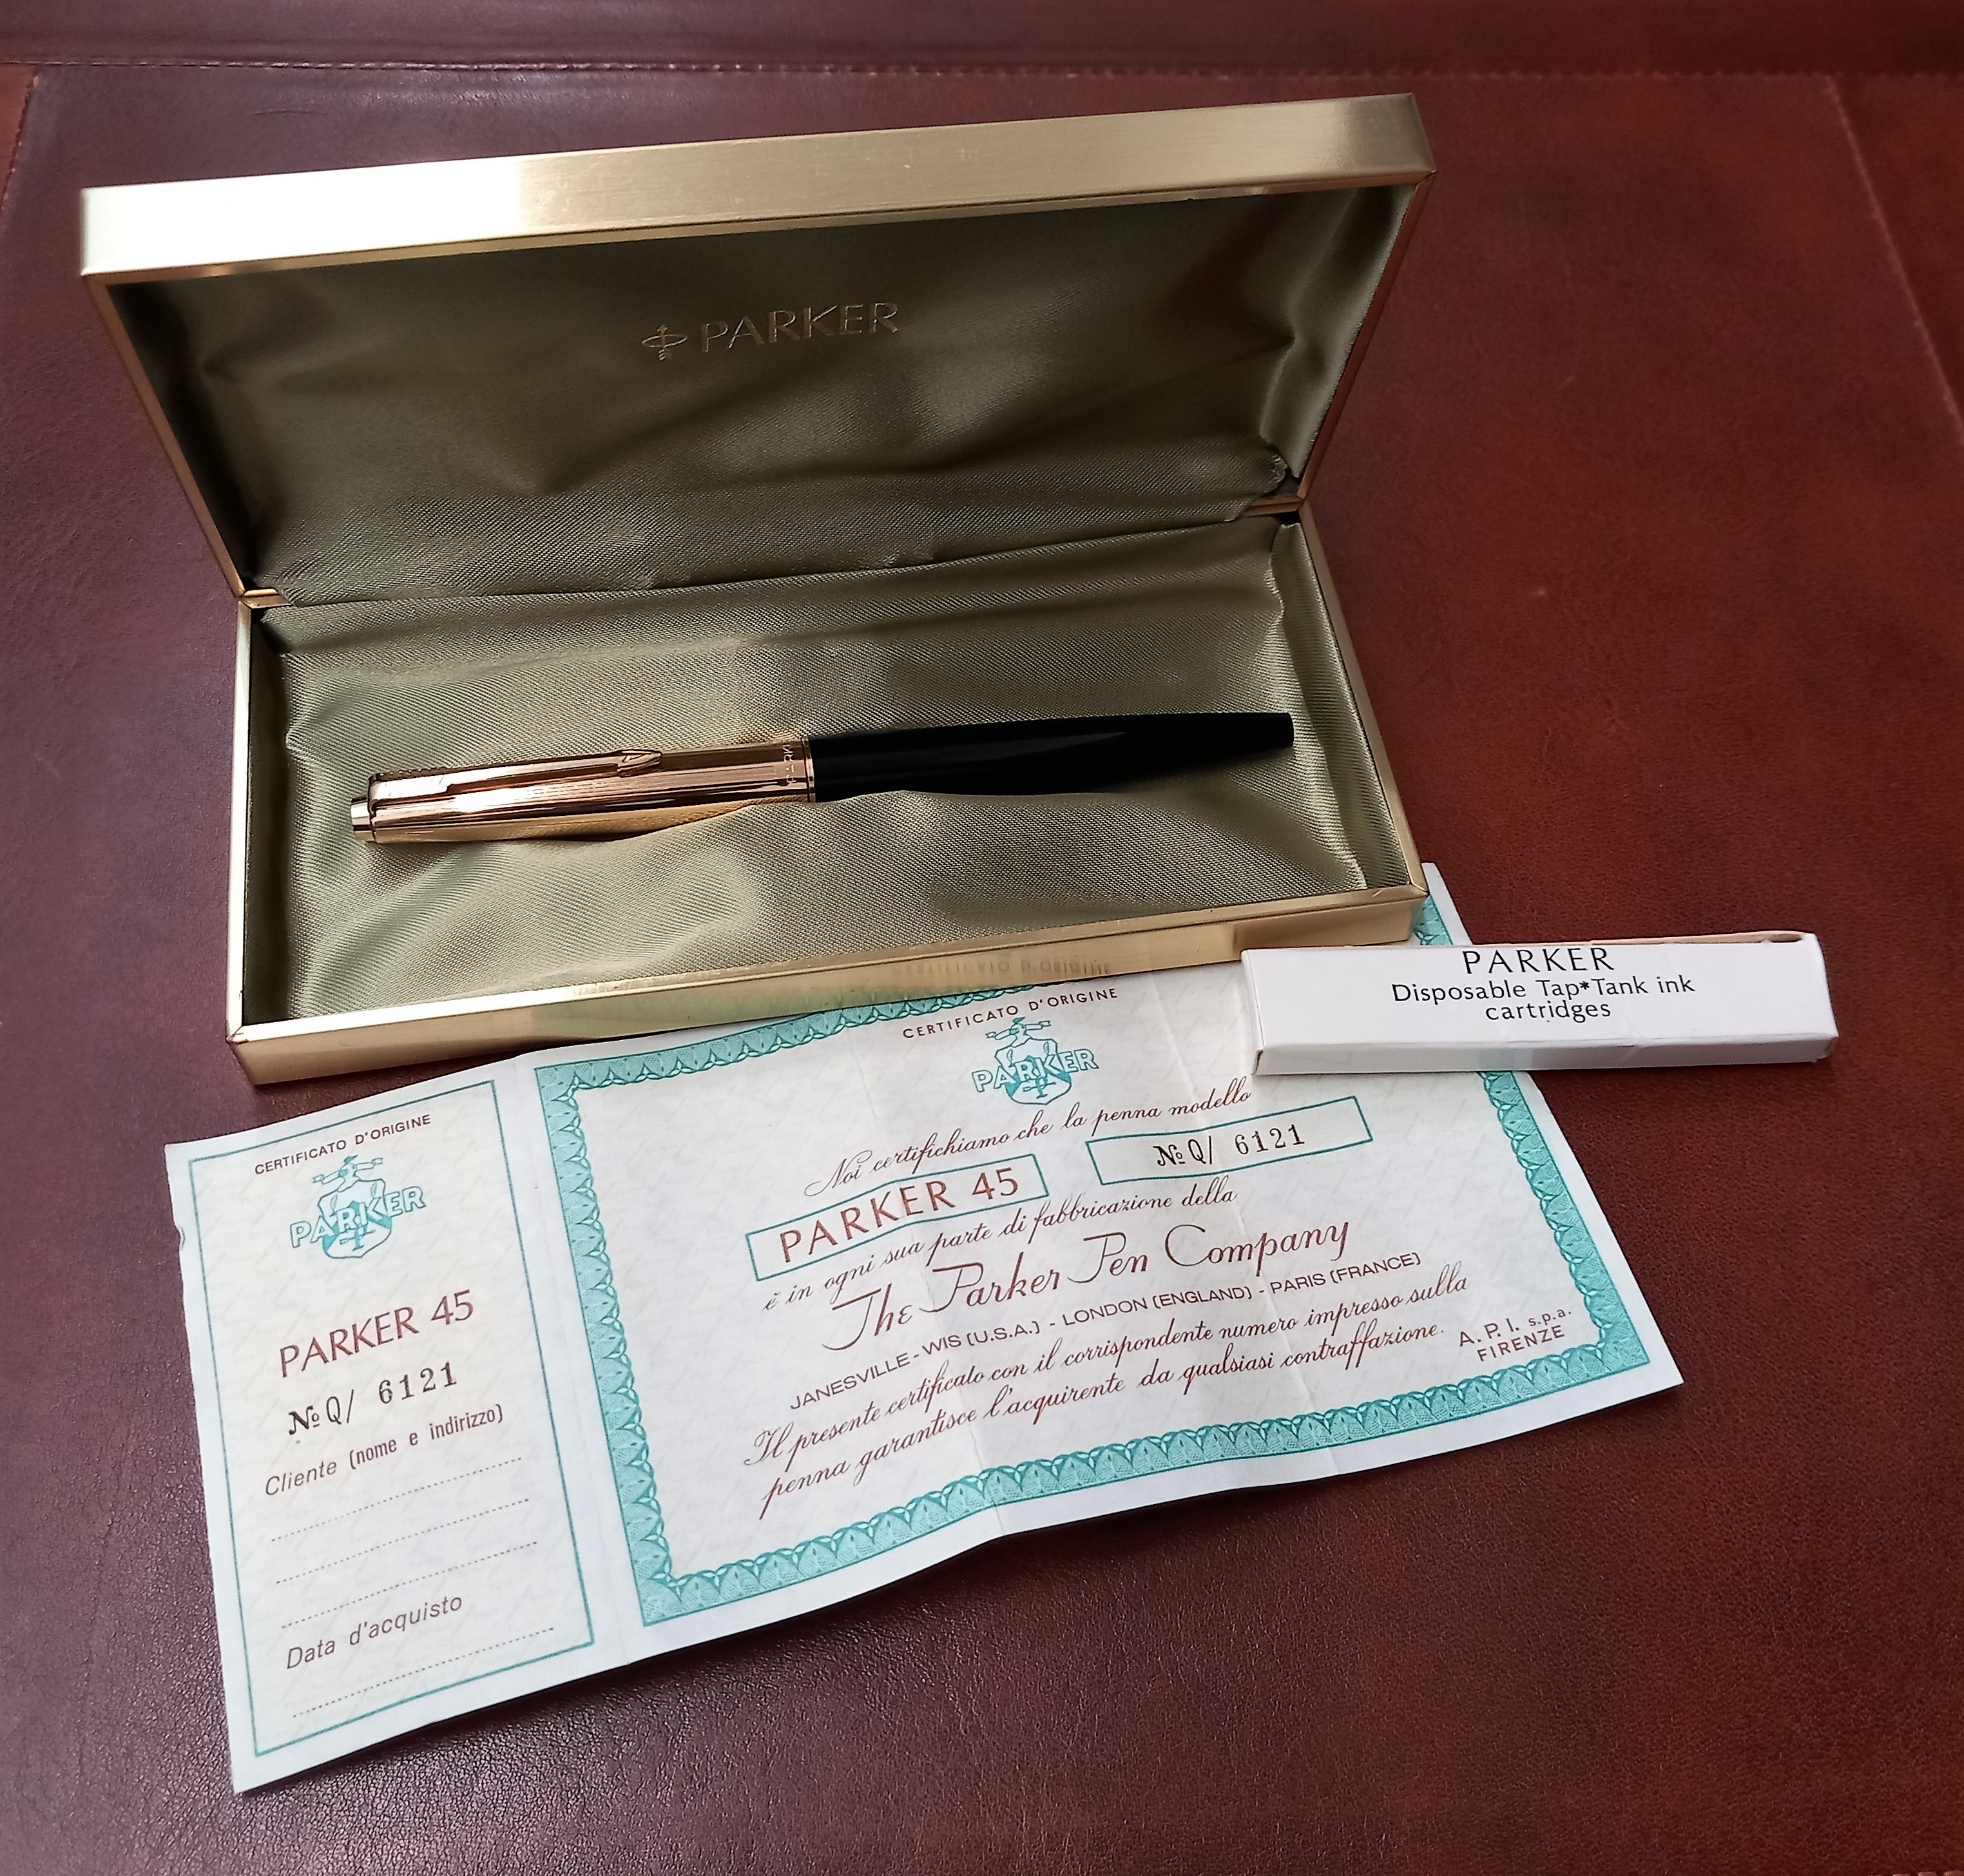 PARKER
PARKER
Disposable Tap*Tank ink
cartridges
CERTIFICATO D'ORIGINE
PARKER
PARKER 45
№ Q/ 6121
Cliente (nome e indirizzo)
Data d'acquisto
CERTIFICATO D'ORIGINE
PARKER
Noi certifichiamo che la penna modello
PARKER 45 № Q/ 6121
è in ogni sua parte di fabbricazione della
The Parker Pen Company
JANESVILLE - WIS (U.S.A.) - LONDON (ENGLAND) - PARIS (FRANCE)
Il presente certificato con il corrispondente numero impresso sulla
penna garantisce l'acquirente da qualsiasi contraffazione.
A. P. I. s.p.a.
FIRENZE